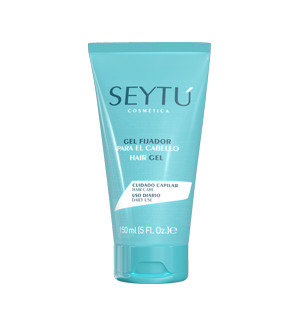 SEYTÚ
COSMÉTICA
GEL FIJADOR
PARA EL CABELLO
HAIR GEL
CUIDADO CAPILAR
HAIR CARE
USO DIARIO
DAILY USE
150 ml (5 Fl. Oz.) ℮